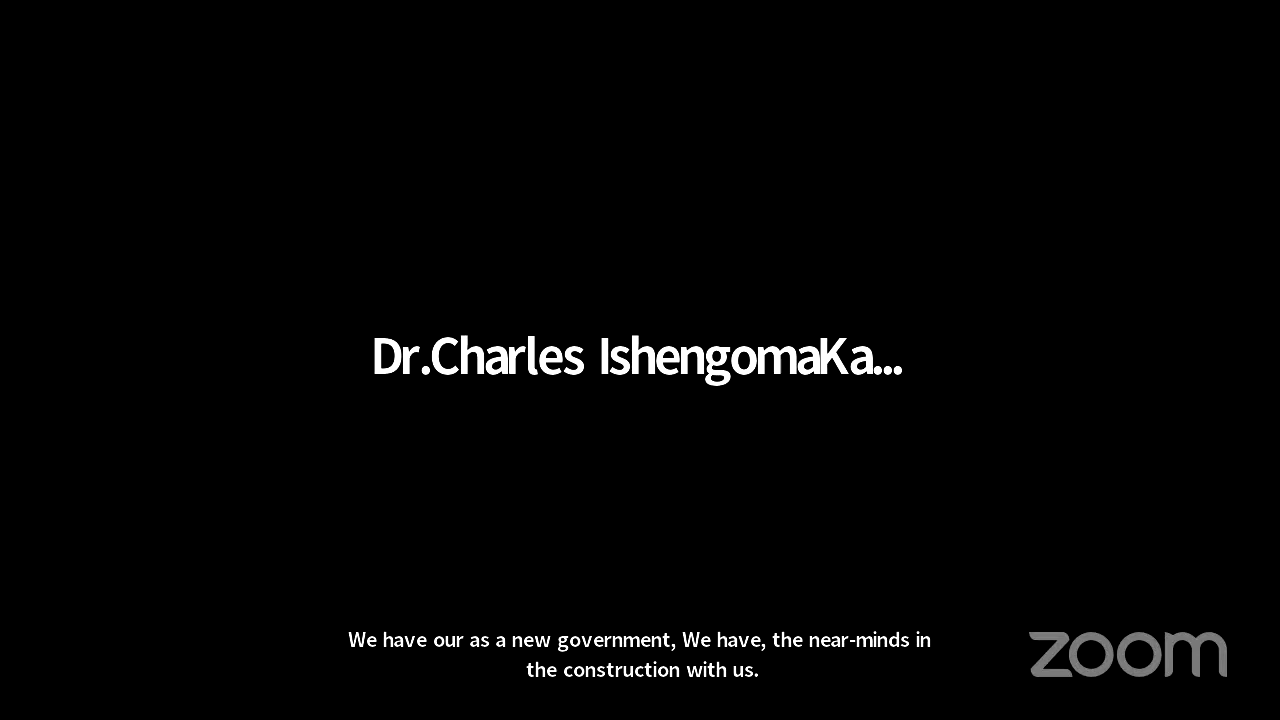 Dr.Charles IshengomaKa...
We have our as a new government, We have, the near-minds in
the construction with us.
zoom